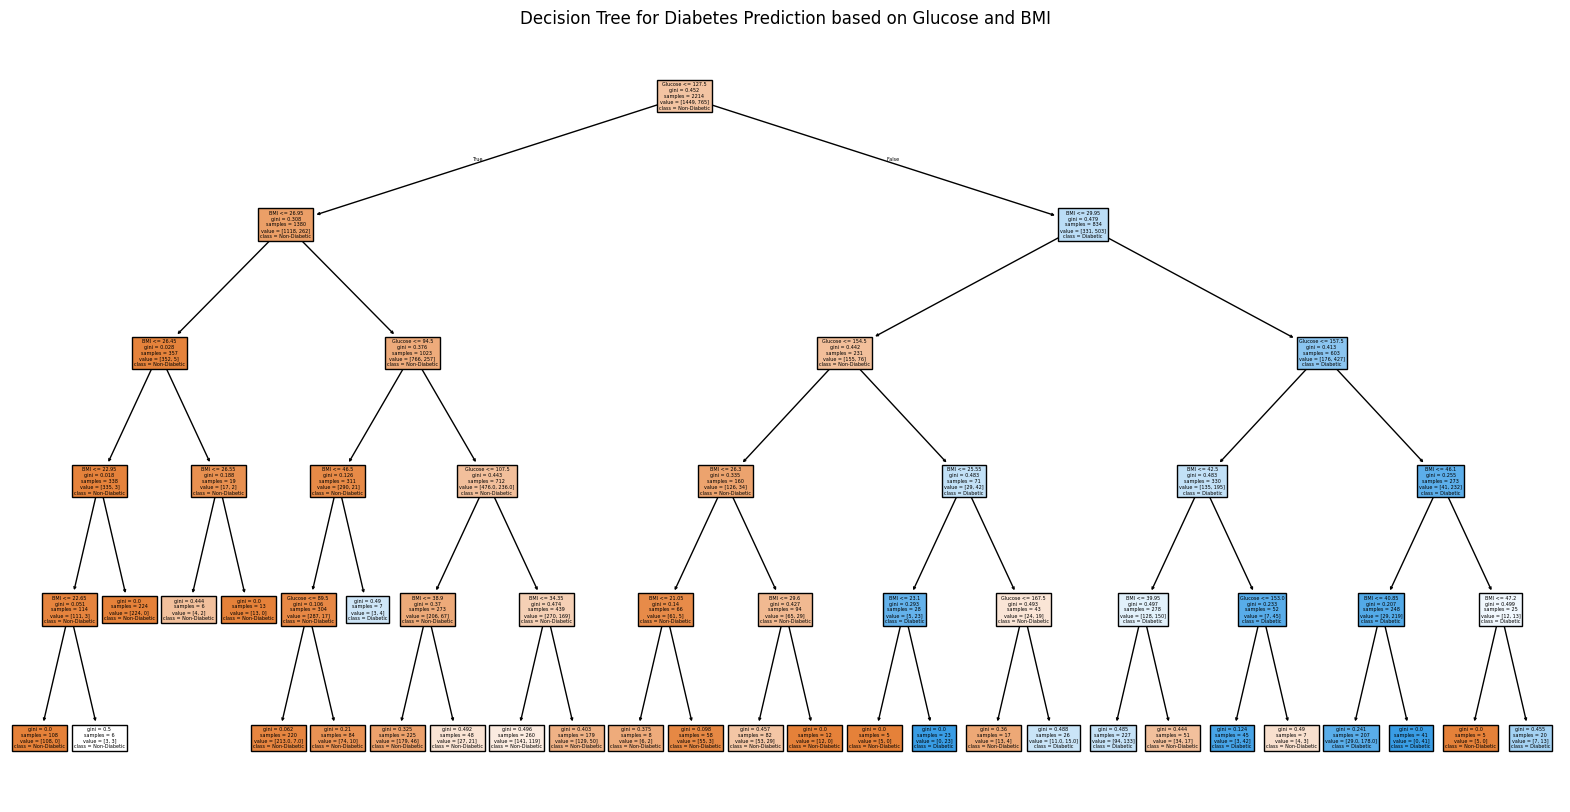 Decision Tree for Diabetes Prediction based on Glucose and BMI
Glucose <= 127.5
gini = 0.452
samples = 2214
value = [1449, 765]
class = Non-Diabetic
True
False
BMI <= 26.95
gini = 0.308
samples = 1380
value = [1118, 262]
class = Non-Diabetic
BMI <= 29.95
gini = 0.479
samples = 834
value = [331, 503]
class = Diabetic
BMI <= 26.45
gini = 0.028
samples = 357
value = [352, 5]
class = Non-Diabetic
Glucose <= 94.5
gini = 0.376
samples = 1023
value = [766, 257]
class = Non-Diabetic
Glucose <= 154.5
gini = 0.442
samples = 231
value = [155, 76]
class = Non-Diabetic
Glucose <= 157.5
gini = 0.413
samples = 603
value = [176, 427]
class = Diabetic
BMI <= 22.95
gini = 0.018
samples = 338
value = [335, 3]
class = Non-Diabetic
BMI <= 26.55
gini = 0.188
samples = 19
value = [17, 2]
class = Non-Diabetic
BMI <= 46.5
gini = 0.126
samples = 311
value = [290, 21]
class = Non-Diabetic
Glucose <= 107.5
gini = 0.443
samples = 712
value = [476.0, 236.0]
class = Non-Diabetic
BMI <= 26.3
gini = 0.335
samples = 160
value = [126, 34]
class = Non-Diabetic
BMI <= 25.55
gini = 0.483
samples = 71
value = [29, 42]
class = Diabetic
BMI <= 42.5
gini = 0.483
samples = 330
value = [135, 195]
class = Diabetic
BMI <= 46.1
gini = 0.255
samples = 273
value = [41, 232]
class = Diabetic
BMI <= 22.65
gini = 0.051
samples = 114
value = [111, 3]
class = Non-Diabetic
gini = 0.0
samples = 224
value = [224, 0]
class = Non-Diabetic
gini = 0.444
samples = 6
value = [4, 2]
class = Non-Diabetic
gini = 0.0
samples = 13
value = [13, 0]
class = Non-Diabetic
Glucose <= 89.5
gini = 0.106
samples = 304
value = [287, 17]
class = Non-Diabetic
gini = 0.49
samples = 7
value = [3, 4]
class = Diabetic
BMI <= 38.9
gini = 0.37
samples = 273
value = [206, 67]
class = Non-Diabetic
BMI <= 34.35
gini = 0.474
samples = 439
value = [270, 169]
class = Non-Diabetic
BMI <= 21.05
gini = 0.14
samples = 66
value = [61, 5]
class = Non-Diabetic
BMI <= 29.6
gini = 0.427
samples = 94
value = [65, 29]
class = Non-Diabetic
BMI <= 23.1
gini = 0.293
samples = 28
value = [5, 23]
class = Diabetic
Glucose <= 167.5
gini = 0.493
samples = 43
value = [24, 19]
class = Non-Diabetic
BMI <= 39.95
gini = 0.497
samples = 278
value = [128, 150]
class = Diabetic
Glucose <= 153.0
gini = 0.233
samples = 52
value = [7, 45]
class = Diabetic
BMI <= 40.85
gini = 0.207
samples = 248
value = [29, 219]
class = Diabetic
BMI <= 47.2
gini = 0.499
samples = 25
value = [12, 13]
class = Diabetic
gini = 0.0
samples = 108
value = [108, 0]
class = Non-Diabetic
gini = 0.5
samples = 6
value = [3, 3]
class = Non-Diabetic
gini = 0.062
samples = 220
value = [213.0, 7.0]
class = Non-Diabetic
gini = 0.21
samples = 84
value = [74, 10]
class = Non-Diabetic
gini = 0.325
samples = 225
value = [179, 46]
class = Non-Diabetic
gini = 0.492
samples = 48
value = [27, 21]
class = Non-Diabetic
gini = 0.496
samples = 260
value = [141, 119]
class = Non-Diabetic
gini = 0.403
samples = 179
value = [129, 50]
class = Non-Diabetic
gini = 0.375
samples = 8
value = [6, 2]
class = Non-Diabetic
gini = 0.098
samples = 58
value = [55, 3]
class = Non-Diabetic
gini = 0.457
samples = 82
value = [53, 29]
class = Non-Diabetic
gini = 0.0
samples = 12
value = [12, 0]
class = Non-Diabetic
gini = 0.0
samples = 5
value = [5, 0]
class = Non-Diabetic
gini = 0.0
samples = 23
value = [0, 23]
class = Diabetic
gini = 0.36
samples = 17
value = [13, 4]
class = Non-Diabetic
gini = 0.488
samples = 26
value = [11.0, 15.0]
class = Diabetic
gini = 0.485
samples = 227
value = [94, 133]
class = Diabetic
gini = 0.444
samples = 51
value = [34, 17]
class = Non-Diabetic
gini = 0.124
samples = 45
value = [3, 42]
class = Diabetic
gini = 0.49
samples = 7
value = [4, 3]
class = Non-Diabetic
gini = 0.241
samples = 207
value = [29.0, 178.0]
class = Diabetic
gini = 0.0
samples = 41
value = [0, 41]
class = Diabetic
gini = 0.0
samples = 5
value = [5, 0]
class = Non-Diabetic
gini = 0.455
samples = 20
value = [7, 13]
class = Diabetic